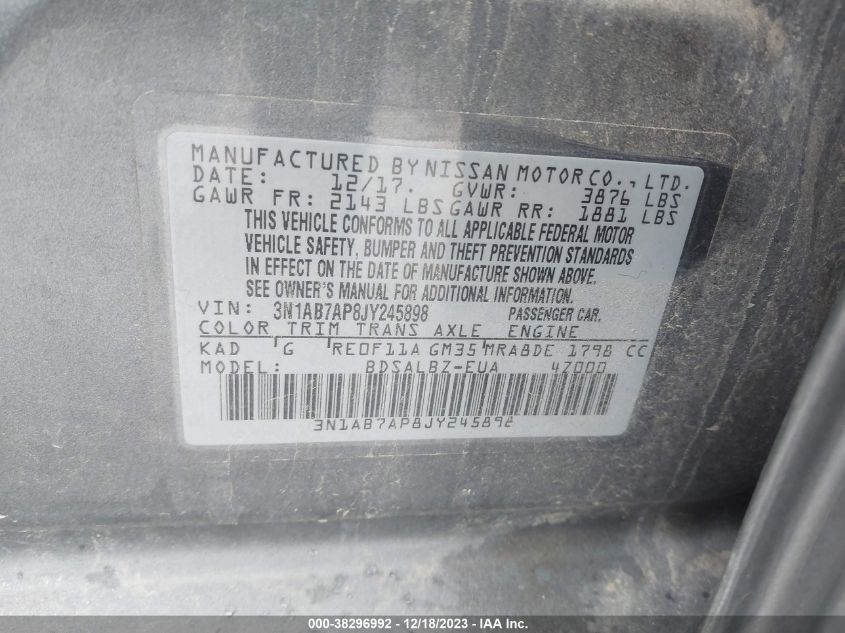 MANUFACTURED BY NISSAN MOTOR CO., LTD.
DATE: 12/17. GVWR: 3876 LBS
GAWR FR: 2143 LBS GAWR RR: 1881 LBS
THIS VEHICLE CONFORMS TO ALL APPLICABLE FEDERAL MOTOR
VEHICLE SAFETY, BUMPER AND THEFT PREVENTION STANDARDS
IN EFFECT ON THE DATE OF MANUFACTURE SHOWN ABOVE.
SEE OWNER'S MANUAL FOR ADDITIONAL INFORMATION.
VIN: 3N1AB7AP8JY245898 PASSENGER CAR.
COLOR TRIM TRANS AXLE ENGINE
KAD G RE0F11A GM35 MRA8DE 1798 CC
MODEL: BDSALBZ-EUA 4Z000
3N1AB7AP8JY245898
000-38296992 - 12/18/2023 - IAA Inc.